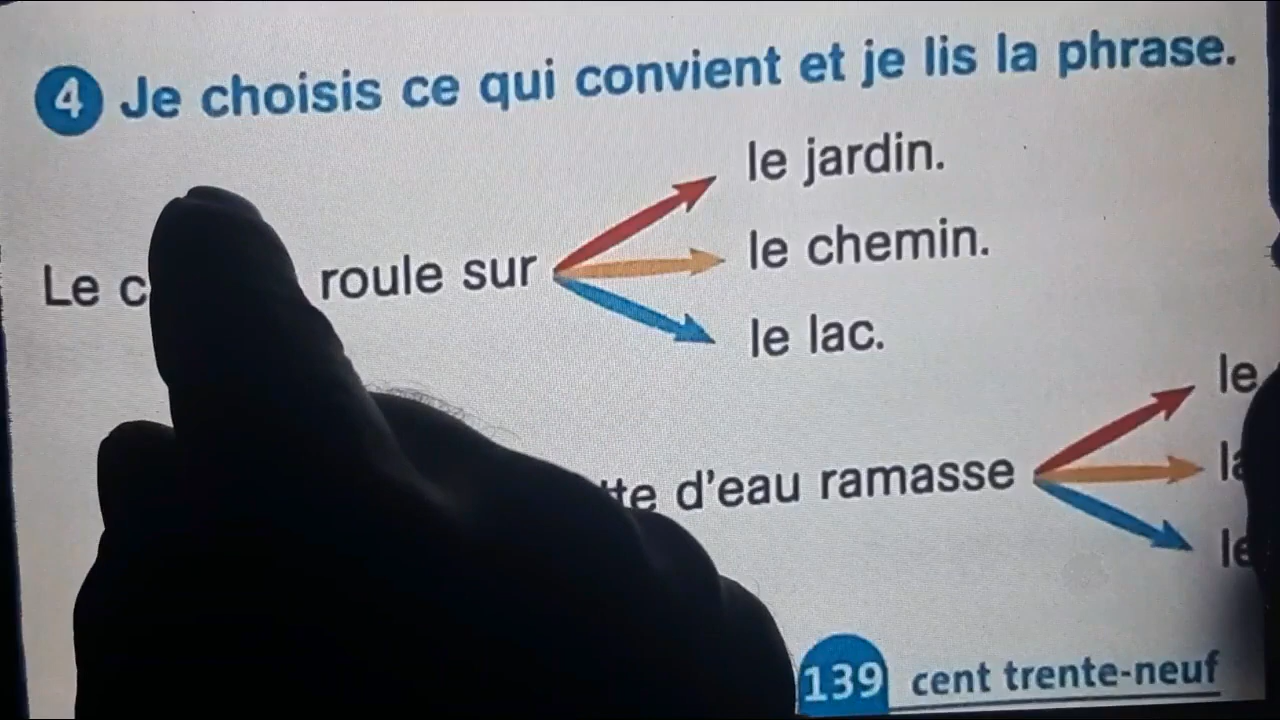 4 Je choisis ce qui convient et je lis la phrase.
le jardin.
Le roule sur le chemin.
le lac.
le
d'eau ramasse
139 cent trente-neuf